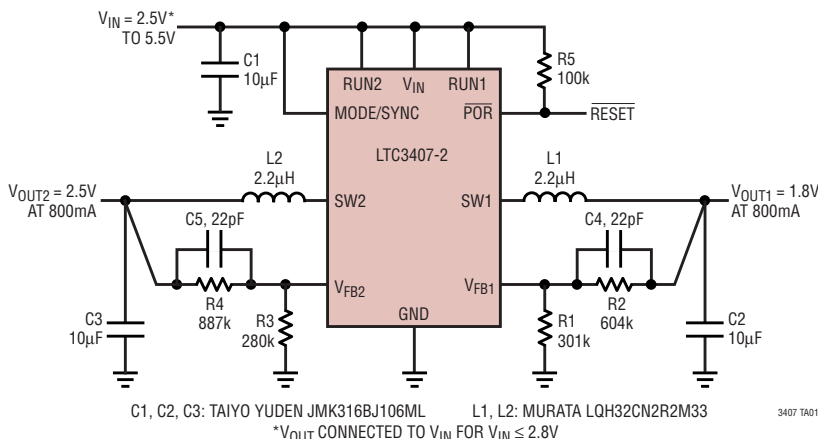 V_IN = 2.5V*
TO 5.5V
C1
10µF
RUN2
V_IN
RUN1
R5
100k
MODE/SYNC
POR
RESET
LTC3407-2
L2
2.2µH
L1
2.2µH
V_OUT2 = 2.5V
AT 800mA
SW2
SW1
V_OUT1 = 1.8V
AT 800mA
C5, 22pF
C4, 22pF
V_FB2
V_FB1
R4
887k
R2
604k
GND
C3
10µF
R3
280k
R1
301k
C2
10µF
C1, C2, C3: TAIYO YUDEN JMK316BJ106ML
L1, L2: MURATA LQH32CN2R2M33
3407 TA01
*V_OUT CONNECTED TO V_IN FOR V_IN ≤ 2.8V